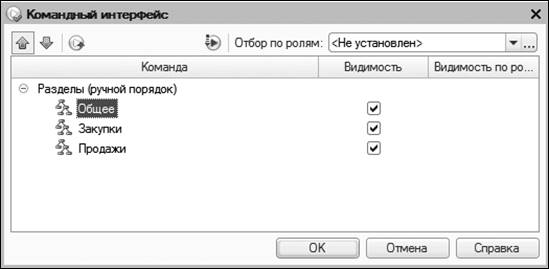 Командный интерфейс
Отбор по ролям: <Не установлен>
Команда Видимость Видимость по ро...
Разделы (ручной порядок)
Общее
Закупки
Продажи
OK Отмена Справка